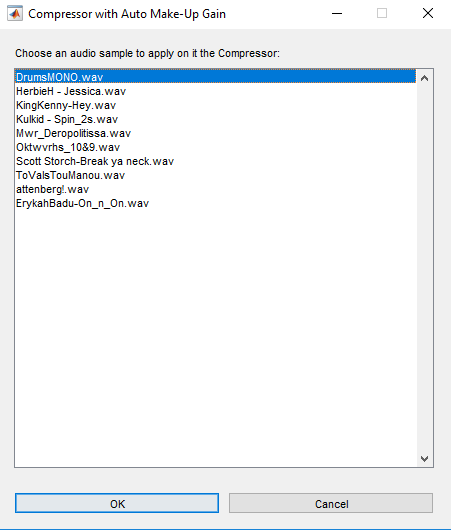 Compressor with Auto Make-Up Gain
Choose an audio sample to apply on it the Compressor:
DrumsMONO.wav
HerbieH - Jessica.wav
KingKenny-Hey.wav
Kulkid - Spin_2s.wav
Mwr_Deropolitissa.wav
Oktwvrhs_10&9.wav
Scott Storch-Break ya neck.wav
ToValsTouManou.wav
attenberg!.wav
ErykahBadu-On_n_On.wav
OK
Cancel